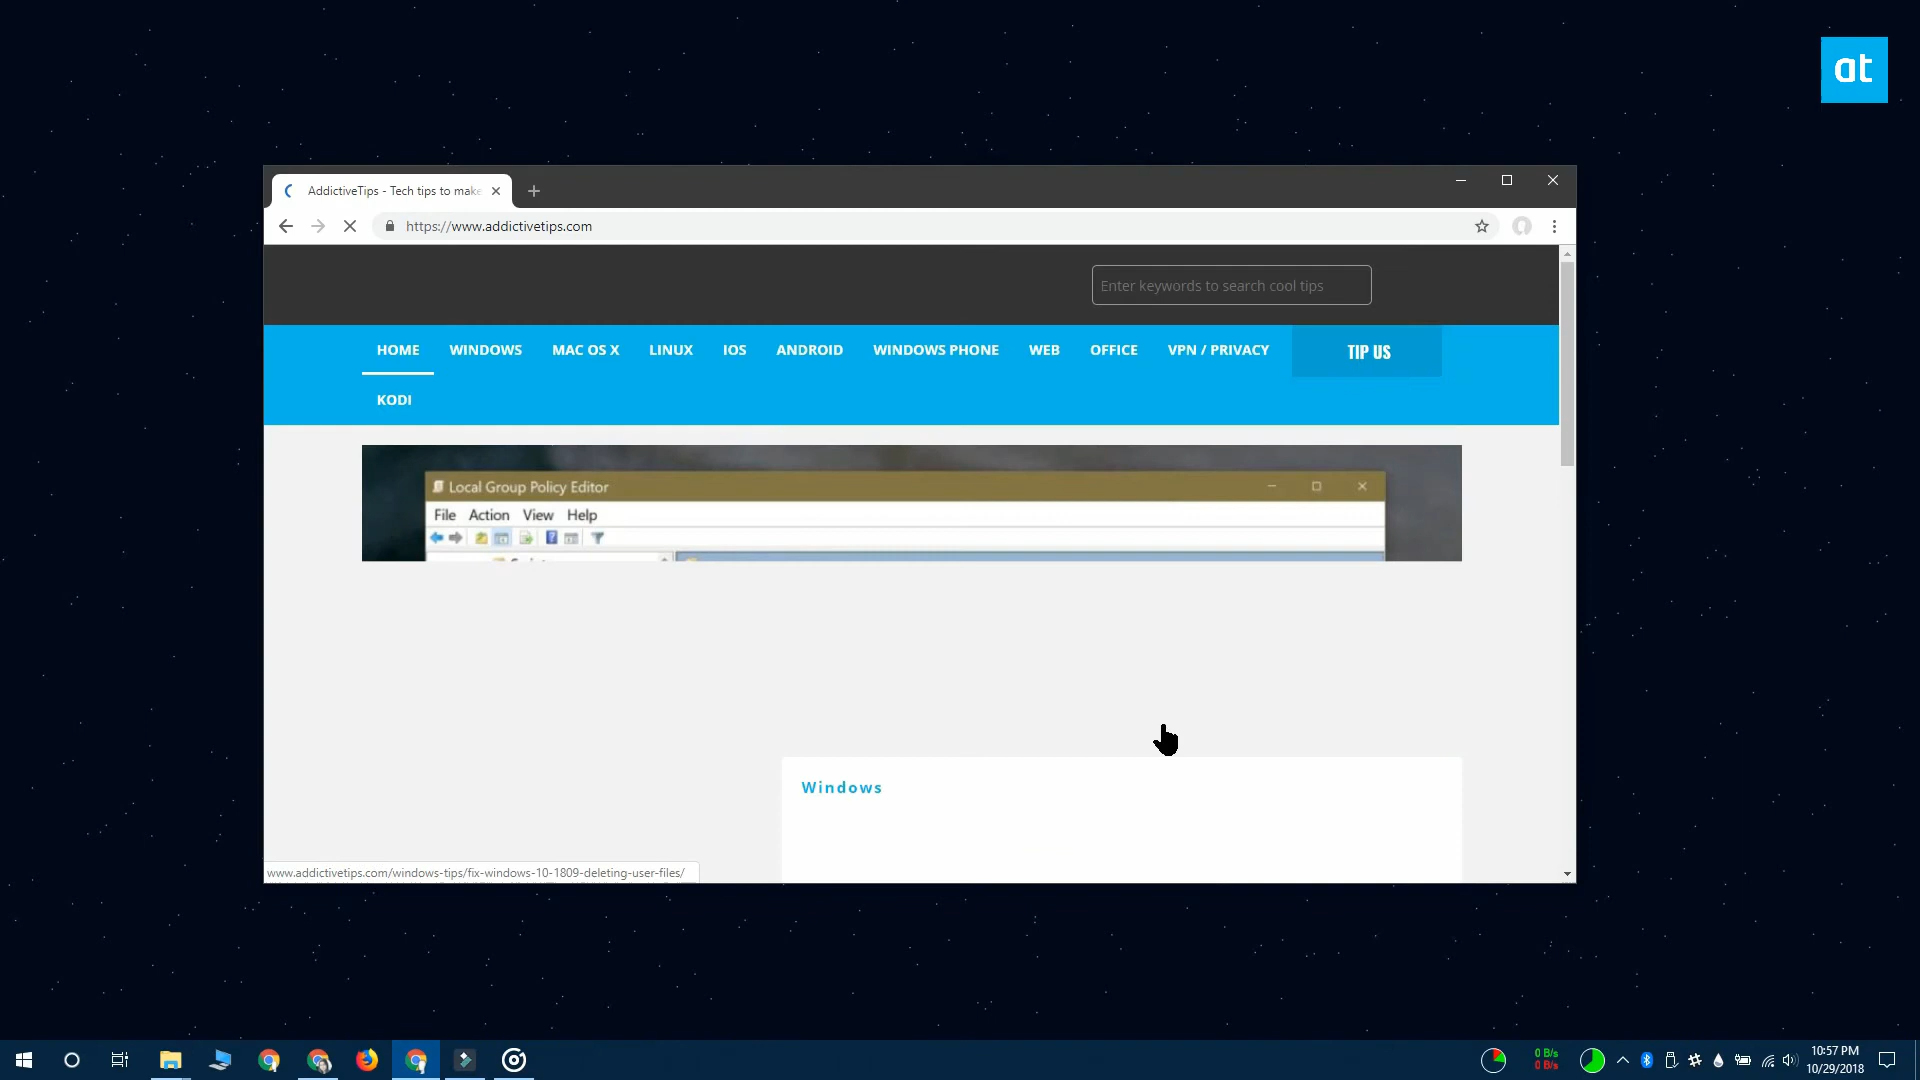 at
AddictiveTips - Tech tips to make
https://www.addictivetips.com
Enter keywords to search cool tips
HOME WINDOWS MAC OS X LINUX IOS ANDROID WINDOWS PHONE WEB OFFICE VPN / PRIVACY TIP US
KODI
Local Group Policy Editor
File Action View Help
Windows
www.addictivetips.com/windows-tips/fix-windows-10-1809-deleting-user-files/
0 B/s
0 B/s
10:57 PM
10/29/2018